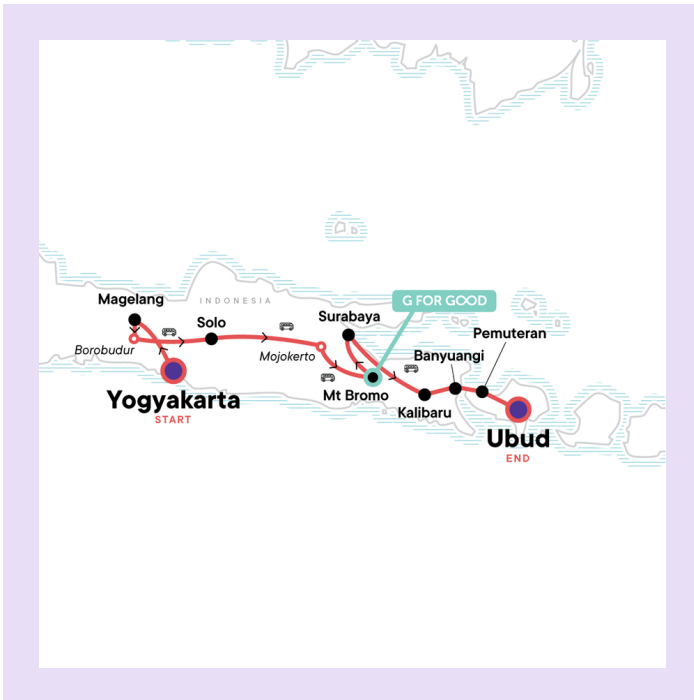 G FOR GOOD
Magelang
INDONESIA
Surabaya
Solo
Pemuteran
Borobudur
Mojokerto
Banyuangi
Mt Bromo
Yogyakarta
START
Kalibaru
Ubud
END